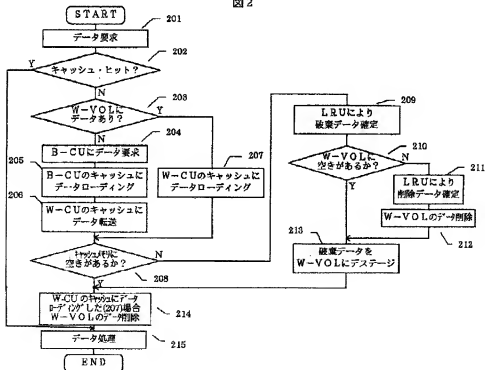 図2
START
201
データ要求
202
キャッシュ・ヒット?
Y
N
203
W-VOLに
データあり?
Y
N
204
B-CUにデータ要求
205
B-CUのキャッシュに
データローディング
206
W-CUのキャッシュに
データ転送
207
W-CUのキャッシュに
データローディング
キャッシュメモリに
空きがあるか?
N
Y
208
209
LRUにより
破棄データ確定
210
W-VOLに
空きがあるか?
N
Y
211
LRUにより
削除データ確定
W-VOLのデータ削除
212
213
破棄データを
W-VOLにデステージ
W-CUのキャッシュにデータ
ローディングした(207)場合
W-VOLのデータ削除
214
データ処理
215
END